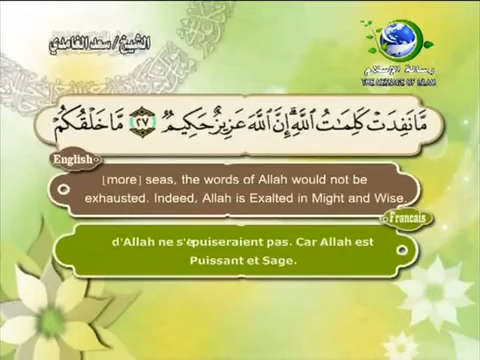 الشيخ / سعد الغامدي
رسالة الإسلام
THE MESSAGE OF ISLAM
مَّا نَفِدَتْ كَلِمَـٰتُ ٱللَّهِ ۗ إِنَّ ٱللَّهَ عَزِيزٌ حَكِيمٌ ﴿٢٧﴾ مَّا خَلْقُكُمْ
English
[more] seas, the words of Allah would not be
exhausted. Indeed, Allah is Exalted in Might and Wise.
Francais
d'Allah ne s'épuiseraient pas. Car Allah est
Puissant et Sage.